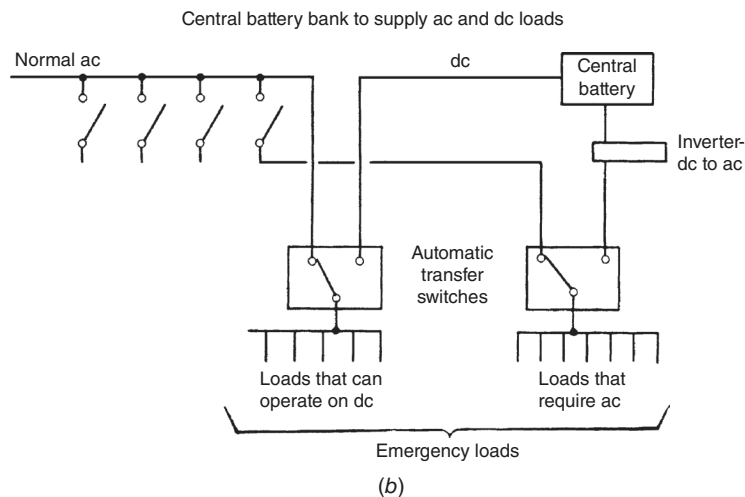 Central battery bank to supply ac and dc loads
Normal ac
dc
Central
battery
Inverter-
dc to ac
Automatic
transfer
switches
Loads that can
operate on dc
Loads that
require ac
Emergency loads
(b)